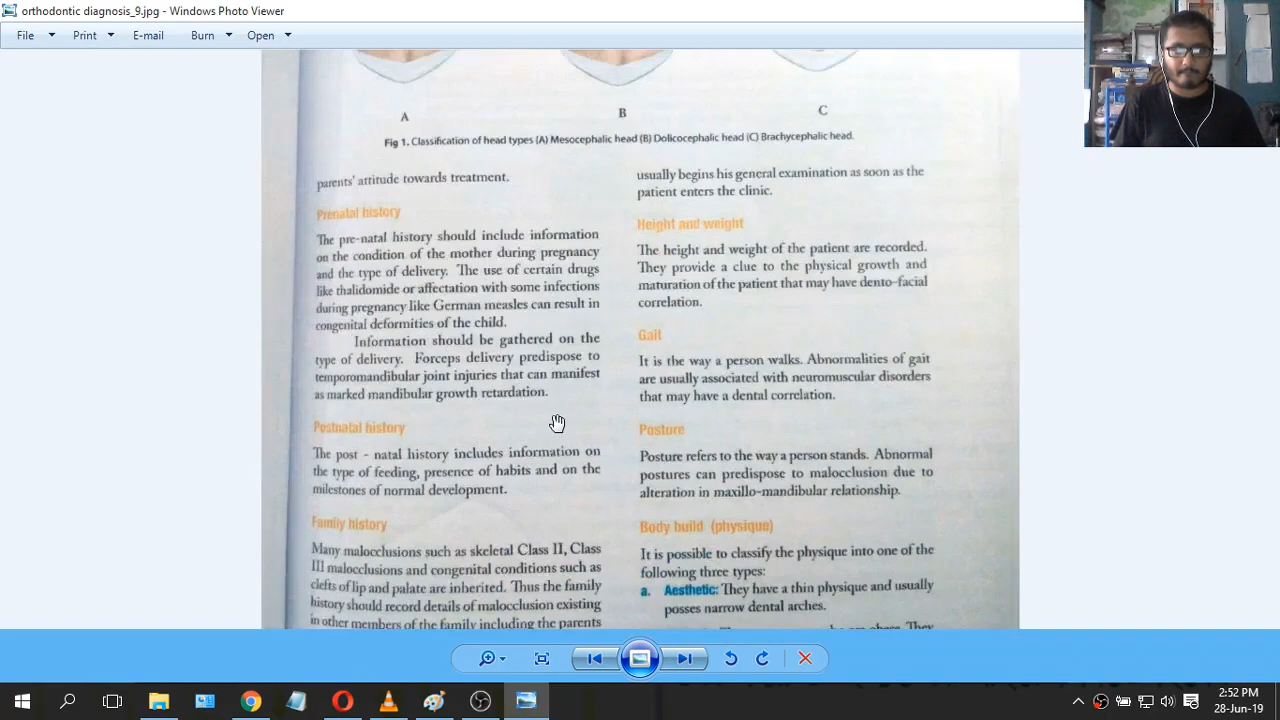 orthodontic diagnosis_9.jpg - Windows Photo Viewer
File Print E-mail Burn Open
A B C
Fig 1. Classification of head types (A) Mesocephalic head (B) Dolicocephalic head (C) Brachycephalic head.
parents' attitude towards treatment.
Prenatal history
The pre-natal history should include information
on the condition of the mother during pregnancy
and the type of delivery. The use of certain drugs
like thalidomide or affectation with some infections
during pregnancy like German measles can result in
congenital deformities of the child.
Information should be gathered on the
type of delivery. Forceps delivery predispose to
temporomandibular joint injuries that can manifest
as marked mandibular growth retardation.
Postnatal history
The post - natal history includes information on
the type of feeding, presence of habits and on the
milestones of normal development.
Family history
Many malocclusions such as skeletal Class II, Class
III malocclusions and congenital conditions such as
clefts of lip and palate are inherited. Thus the family
history should record details of malocclusion existing
in other members of the family including the parents
usually begins his general examination as soon as the
patient enters the clinic.
Height and weight
The height and weight of the patient are recorded.
They provide a clue to the physical growth and
maturation of the patient that may have dento-facial
correlation.
Gait
It is the way a person walks. Abnormalities of gait
are usually associated with neuromuscular disorders
that may have a dental correlation.
Posture
Posture refers to the way a person stands. Abnormal
postures can predispose to malocclusion due to
alteration in maxillo-mandibular relationship.
Body build (physique)
It is possible to classify the physique into one of the
following three types:
a. Aesthetic: They have a thin physique and usually
posses narrow dental arches.
They
2:52 PM
28-Jun-19